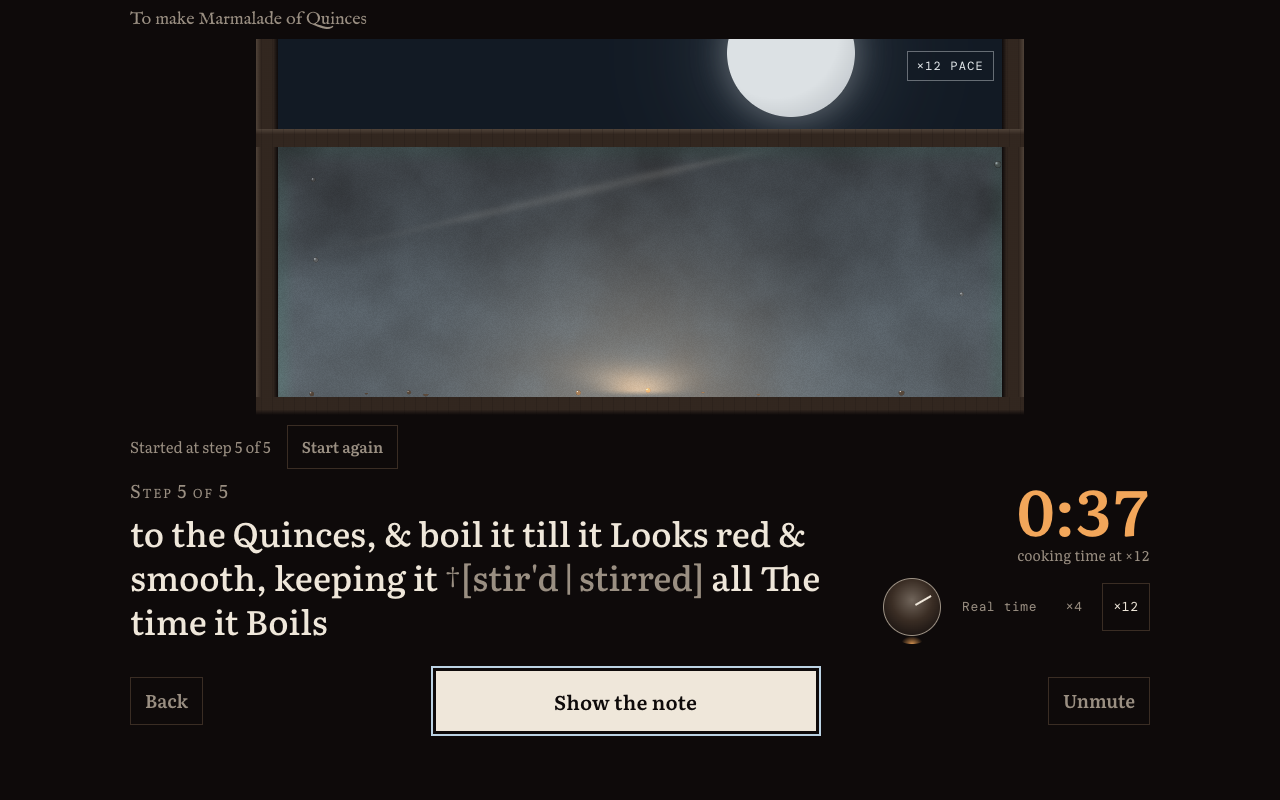 To make Marmalade of Quinces
×12 PACE
Started at step 5 of 5
Start again
Step 5 of 5
to the Quinces, & boil it till it Looks red &
smooth, keeping it †[stir'd | stirred] all The
time it Boils
0:37
cooking time at ×12
Real time
×4
×12
Back
Show the note
Unmute